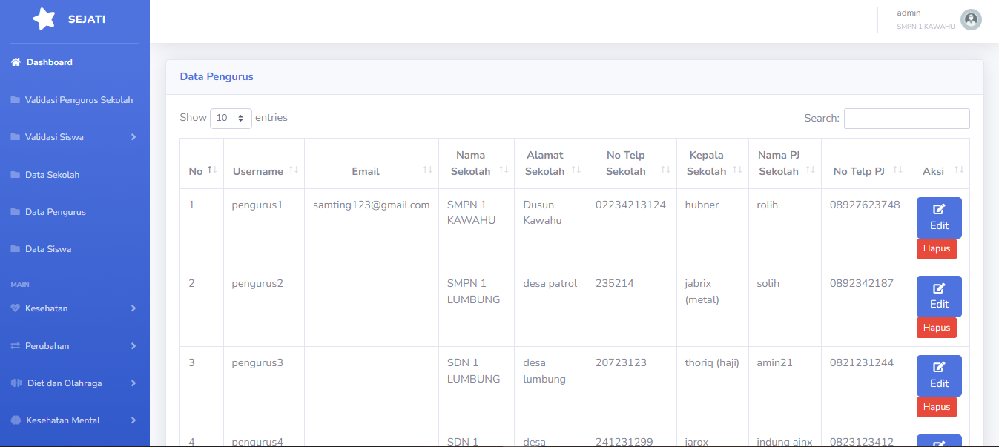 SEJATI
admin
SMPN 1 KAWAHU
Dashboard
Validasi Pengurus Sekolah
Validasi Siswa
Data Sekolah
Data Pengurus
Data Siswa
MAIN
Kesehatan
Perubahan
Diet dan Olahraga
Kesehatan Mental
Data Pengurus
Show 10 entries
Search:
No Username Email Nama Sekolah Alamat Sekolah No Telp Sekolah Kepala Sekolah Nama PJ Sekolah No Telp PJ Aksi
1 pengurus1 samting123@gmail.com SMPN 1 KAWAHU Dusun Kawahu 02234213124 hubner rolih 08927623748 Edit Hapus
2 pengurus2 SMPN 1 LUMBUNG desa patrol 235214 jabrix (metal) solih 0892342187 Edit Hapus
3 pengurus3 SDN 1 LUMBUNG desa lumbung 20723123 thoriq (haji) amin21 0821231244 Edit Hapus
4 pengurus4 SDN 1 desa 241231299 jarox indung ainx 0823123412